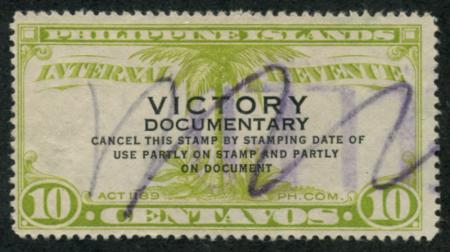 PHILIPPINE ISLANDS
INTERNAL REVENUE
VICTORY
DOCUMENTARY
CANCEL THIS STAMP BY STAMPING DATE OF
USE PARTLY ON STAMP AND PARTLY
ON DOCUMENT
ACT 1189 PH. COM.
10 CENTAVOS 10